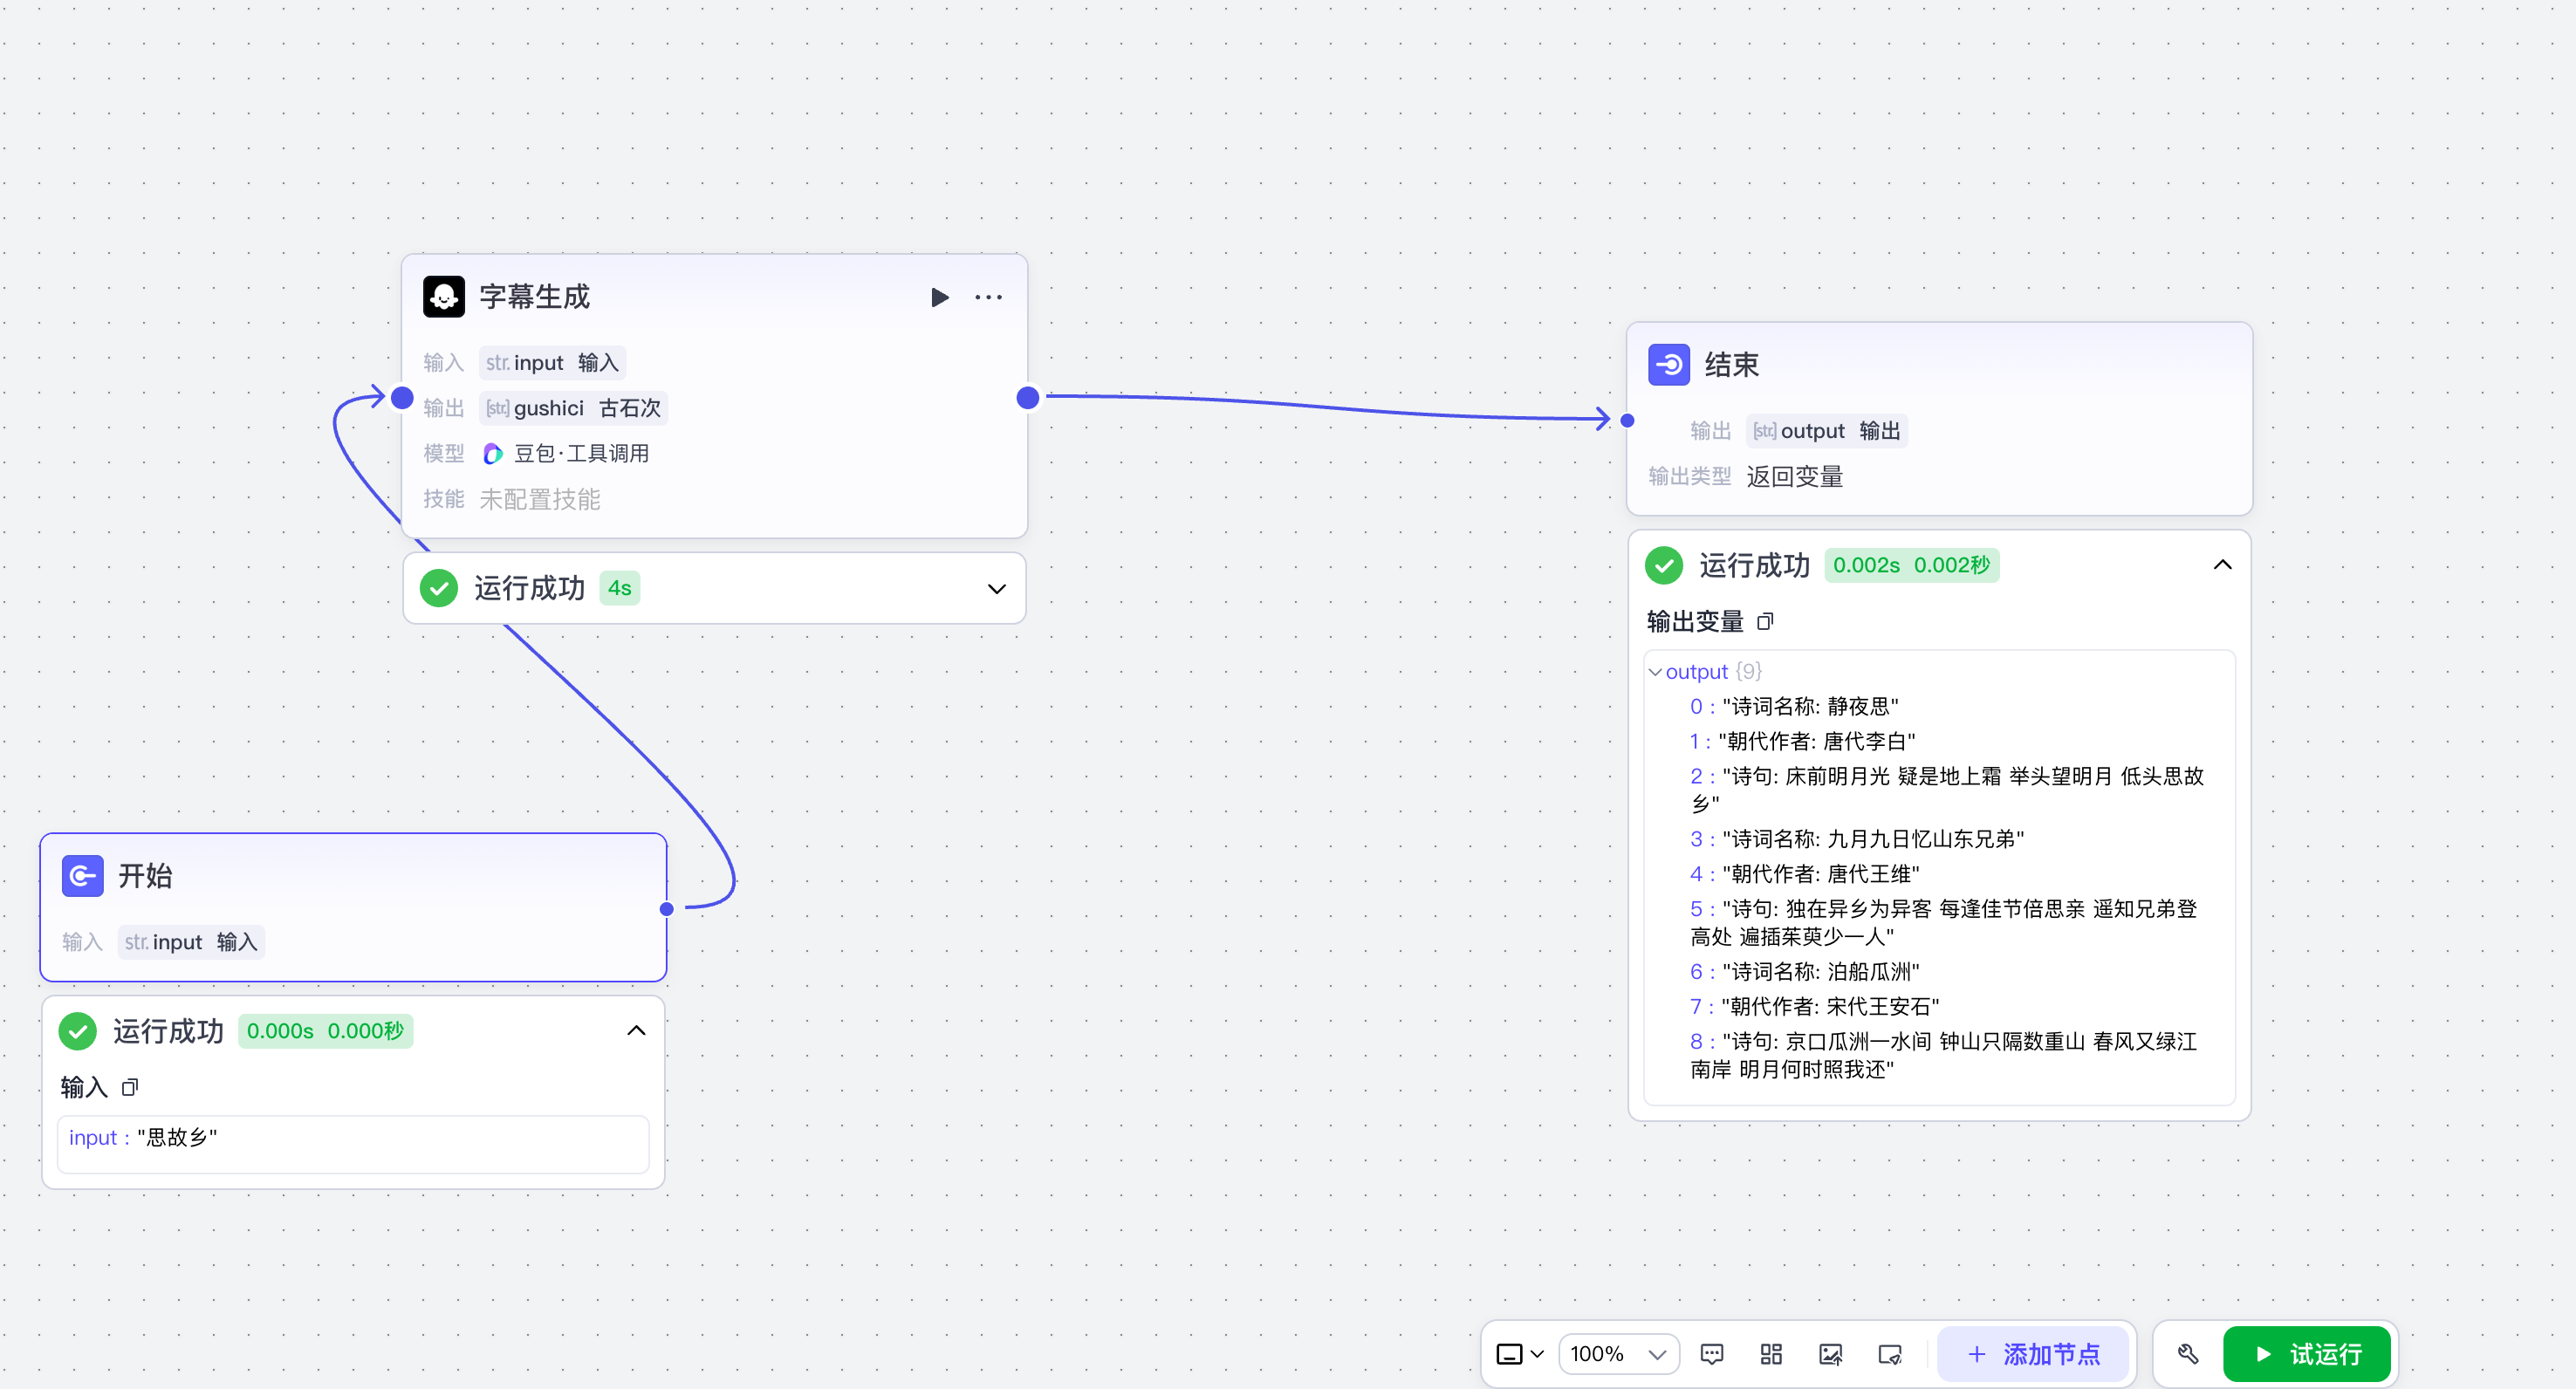 字幕生成
输入 str. input 输入
输出 [str] gushici 古石次
模型 豆包·工具调用
技能 未配置技能
运行成功 4s
开始
输入 str. input 输入
运行成功 0.000s 0.000秒
输入
input : "思故乡"
结束
输出 [str] output 输出
输出类型 返回变量
运行成功 0.002s 0.002秒
输出变量
output {9}
0 : "诗词名称: 静夜思"
1 : "朝代作者: 唐代李白"
2 : "诗句: 床前明月光 疑是地上霜 举头望明月 低头思故
乡"
3 : "诗词名称: 九月九日忆山东兄弟"
4 : "朝代作者: 唐代王维"
5 : "诗句: 独在异乡为异客 每逢佳节倍思亲 遥知兄弟登
高处 遍插茱萸少一人"
6 : "诗词名称: 泊船瓜洲"
7 : "朝代作者: 宋代王安石"
8 : "诗句: 京口瓜洲一水间 钟山只隔数重山 春风又绿江
南岸 明月何时照我还"
100%
添加节点
试运行